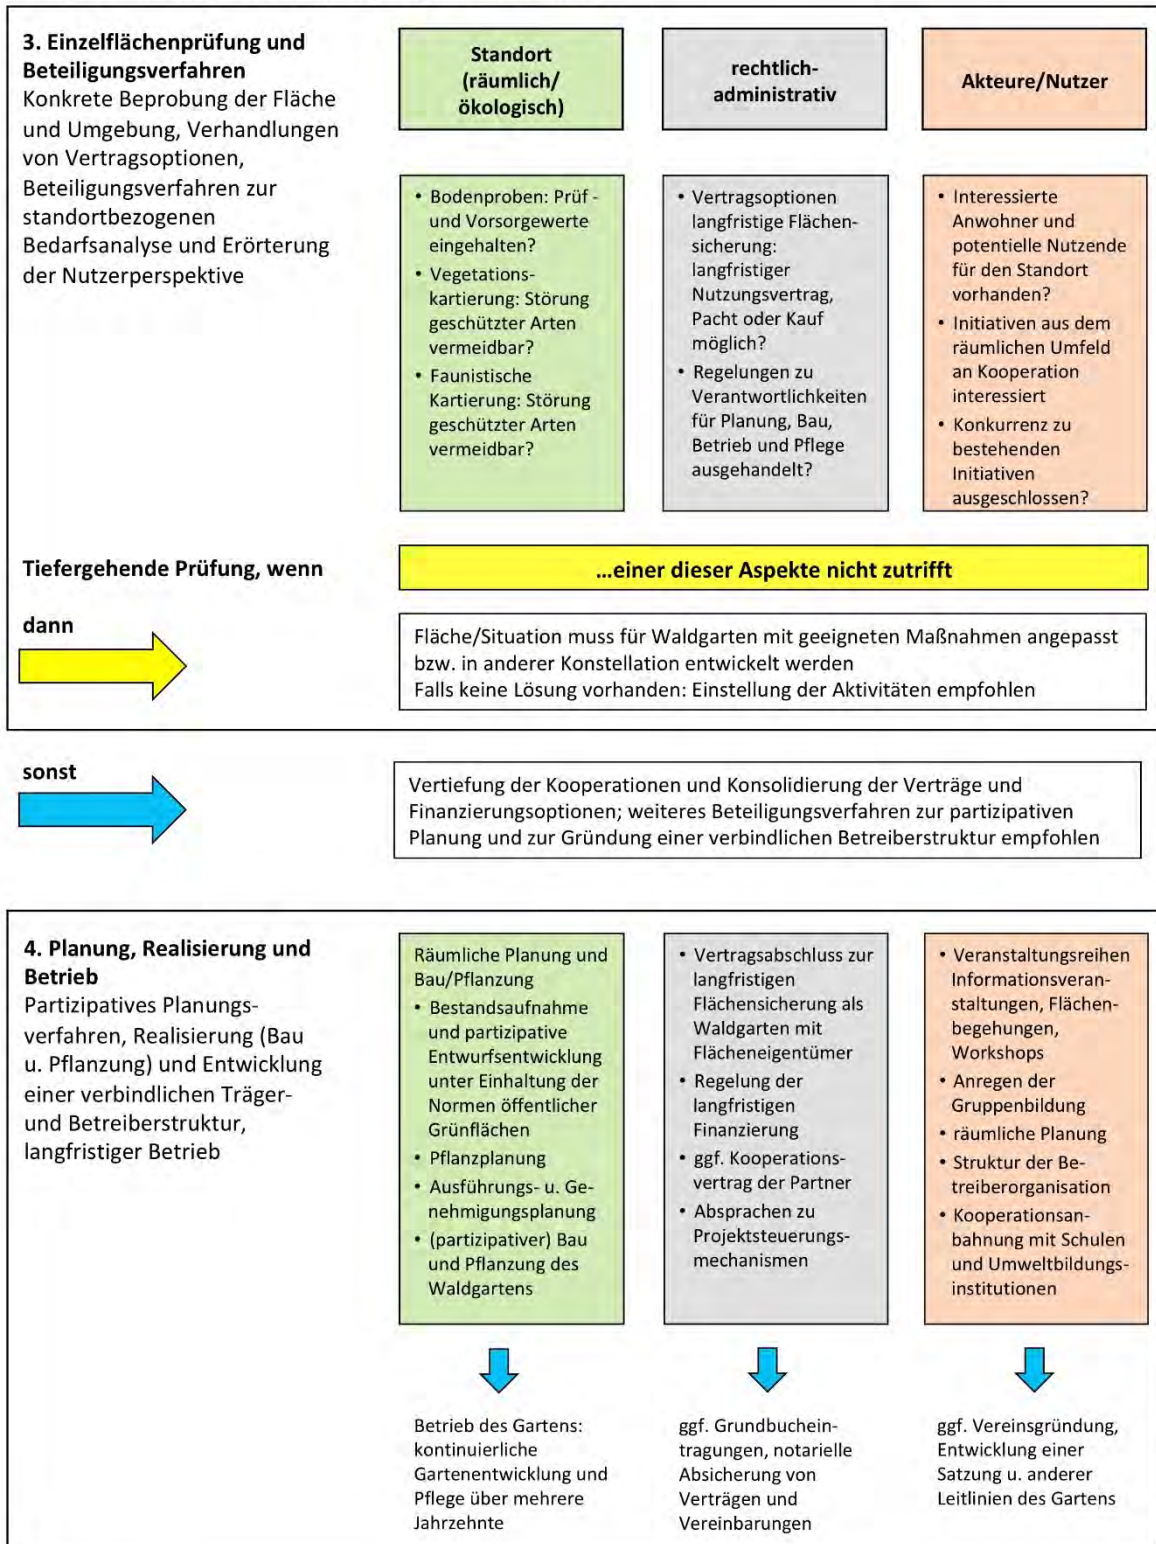 3. Einzelflächenprüfung und
Beteiligungsverfahren
Konkrete Beprobung der Fläche
und Umgebung, Verhandlungen
von Vertragsoptionen,
Beteiligungsverfahren zur
standortbezogenen
Bedarfsanalyse und Erörterung
der Nutzerperspektive
Standort
(räumlich/
ökologisch)
rechtlich-
administrativ
Akteure/Nutzer
• Bodenproben: Prüf -
und Vorsorgewerte
eingehalten?
• Vegetations-
kartierung: Störung
geschützter Arten
vermeidbar?
• Faunistische
Kartierung: Störung
geschützter Arten
vermeidbar?
• Vertragsoptionen
langfristige Flächen-
sicherung:
langfristiger
Nutzungsvertrag,
Pacht oder Kauf
möglich?
• Regelungen zu
Verantwortlichkeiten
für Planung, Bau,
Betrieb und Pflege
ausgehandelt?
• Interessierte
Anwohner und
potentielle Nutzende
für den Standort
vorhanden?
• Initiativen aus dem
räumlichen Umfeld
an Kooperation
interessiert
• Konkurrenz zu
bestehenden
Initiativen
ausgeschlossen?
Tiefergehende Prüfung, wenn
...einer dieser Aspekte nicht zutrifft
dann
Fläche/Situation muss für Waldgarten mit geeigneten Maßnahmen angepasst
bzw. in anderer Konstellation entwickelt werden
Falls keine Lösung vorhanden: Einstellung der Aktivitäten empfohlen
sonst
Vertiefung der Kooperationen und Konsolidierung der Verträge und
Finanzierungsoptionen; weiteres Beteiligungsverfahren zur partizipativen
Planung und zur Gründung einer verbindlichen Betreiberstruktur empfohlen
4. Planung, Realisierung und
Betrieb
Partizipatives Planungs-
verfahren, Realisierung (Bau
u. Pflanzung) und Entwicklung
einer verbindlichen Träger-
und Betreiberstruktur,
langfristiger Betrieb
Räumliche Planung und
Bau/Pflanzung
• Bestandsaufnahme
und partizipative
Entwurfsentwicklung
unter Einhaltung der
Normen öffentlicher
Grünflächen
• Pflanzplanung
• Ausführungs- u. Ge-
nehmigungsplanung
• (partizipativer) Bau
und Pflanzung des
Waldgartens
• Vertragsabschluss zur
langfristigen
Flächensicherung als
Waldgarten mit
Flächeneigentümer
• Regelung der
langfristigen
Finanzierung
• ggf. Kooperations-
vertrag der Partner
• Absprachen zu
Projektsteuerungs-
mechanismen
• Veranstaltungsreihen
Informationsveran-
staltungen, Flächen-
begehungen,
Workshops
• Anregen der
Gruppenbildung
• räumliche Planung
• Struktur der Be-
treiberorganisation
• Kooperationsan-
bahnung mit Schulen
und Umweltbildungs-
institutionen
Betrieb des Gartens:
kontinuierliche
Gartenentwicklung und
Pflege über mehrere
Jahrzehnte
ggf. Grundbuchein-
tragungen, notarielle
Absicherung von
Verträgen und
Vereinbarungen
ggf. Vereinsgründung,
Entwicklung einer
Satzung u. anderer
Leitlinien des Gartens